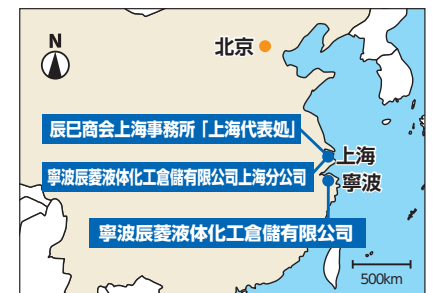 N
北京
辰巳商会上海事務所「上海代表処」
上海
寧波辰菱液体化工倉儲有限公司上海分公司
寧波
寧波辰菱液体化工倉儲有限公司
500km